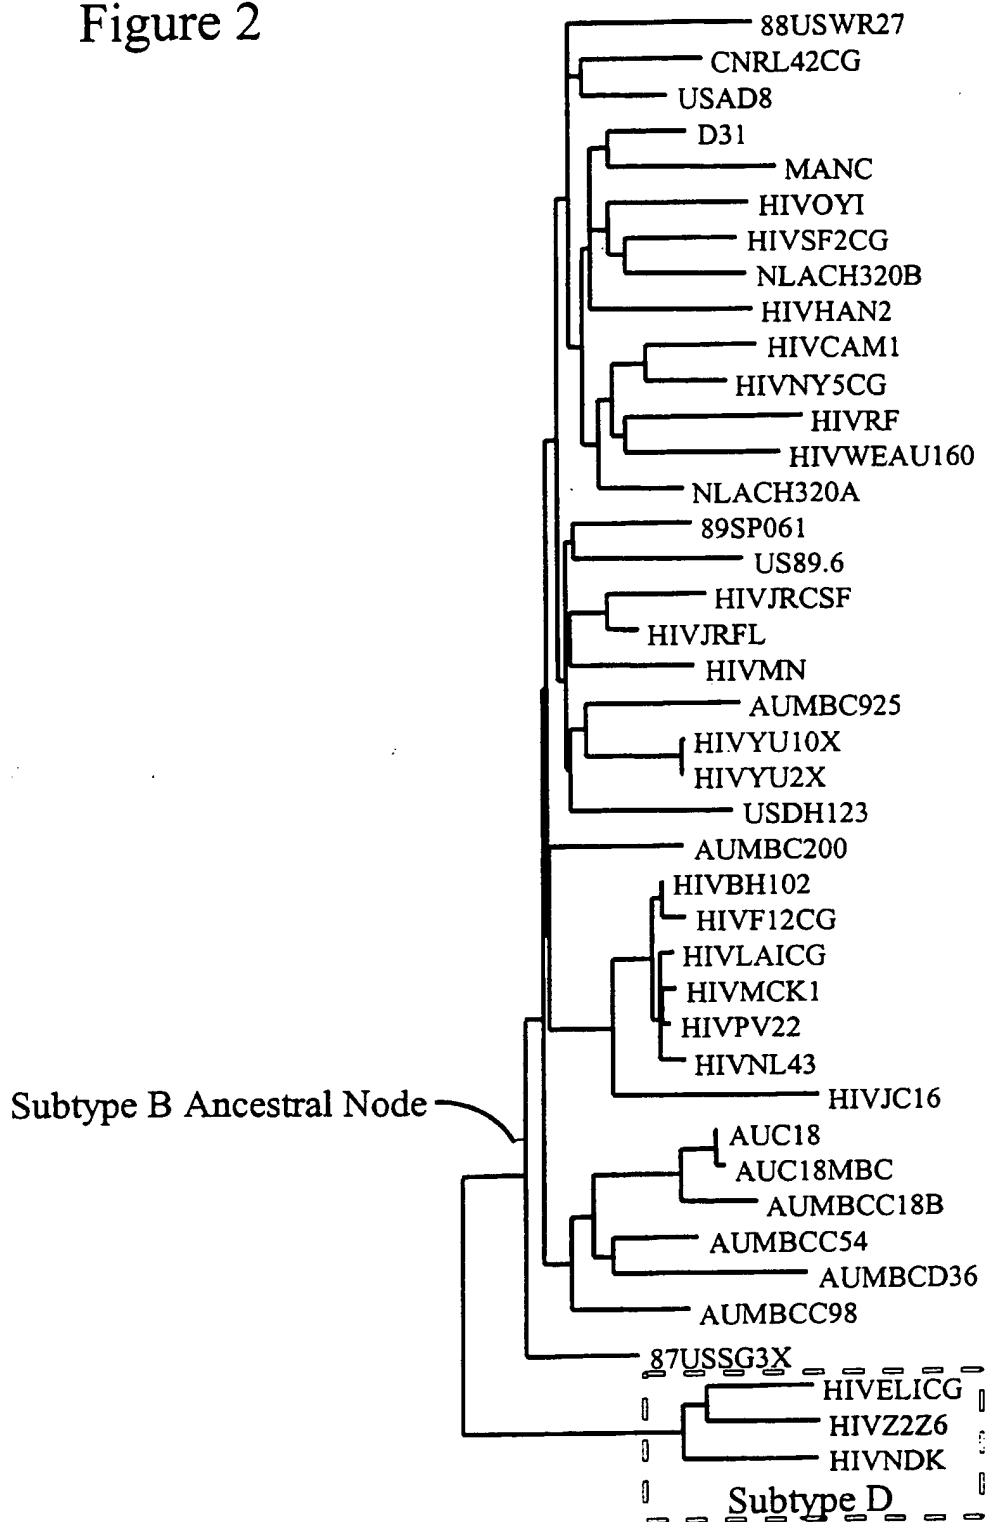 Figure 2
88USWR27
CNRL42CG
USAD8
D31
MANC
HIVOYI
HIVSF2CG
NLACH320B
HIVHAN2
HIVCAM1
HIVNY5CG
HIVRF
HIVWEAU160
NLACH320A
89SP061
US89.6
HIVJRCSF
HIVJRFL
HIVMN
AUMBC925
HIVYU10X
HIVYU2X
USDH123
AUMBC200
HIVBH102
HIVF12CG
HIVLAICG
HIVMCK1
HIVPV22
HIVNL43
HIVJC16
Subtype B Ancestral Node
AUC18
AUC18MBC
AUMBCC18B
AUMBCC54
AUMBCD36
AUMBCC98
87USSG3X
HIVELICG
HIVZ2Z6
HIVNDK
Subtype D